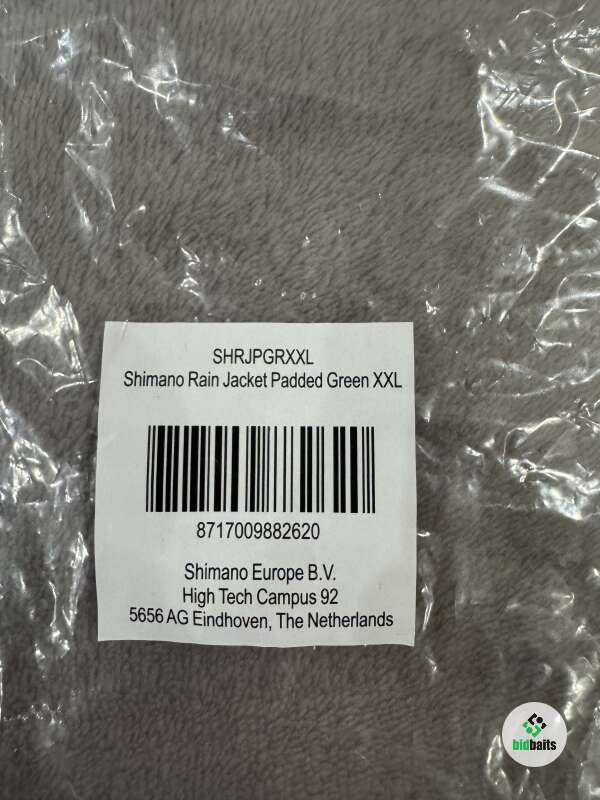 SHRJPGRXXL
Shimano Rain Jacket Padded Green XXL
8717009882620
Shimano Europe B.V.
High Tech Campus 92
5656 AG Eindhoven, The Netherlands
bidbaits